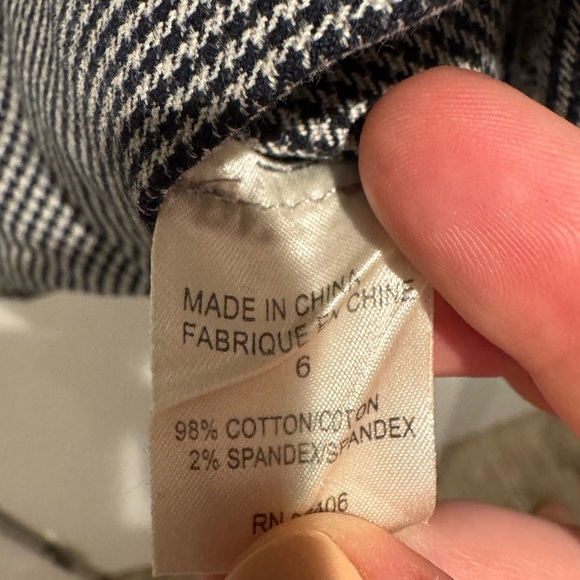 MADE IN CHINA
FABRIQUE EN CHINE
6
98% COTTON/COTON
2% SPANDEX/SPANDEX
RN